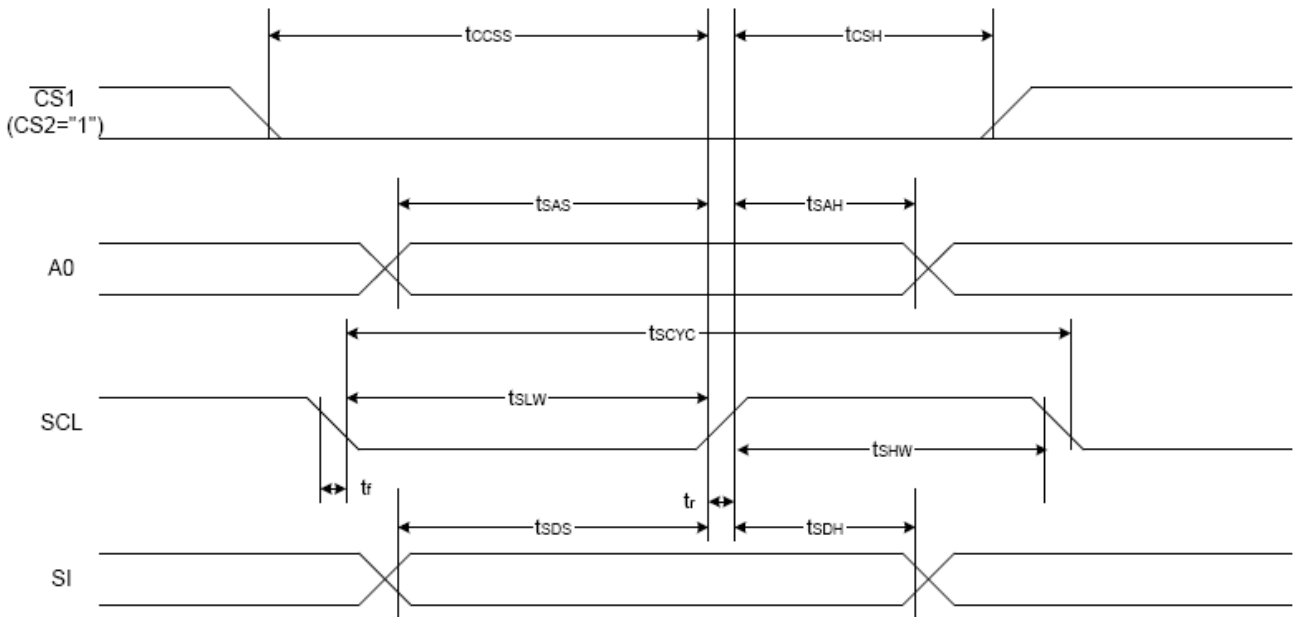 tCCSS
tCSH
CS1
(CS2="1")
tSAS
tSAH
A0
tSCYC
tSLW
SCL
tSHW
tf
tr
tSDS
tSDH
SI